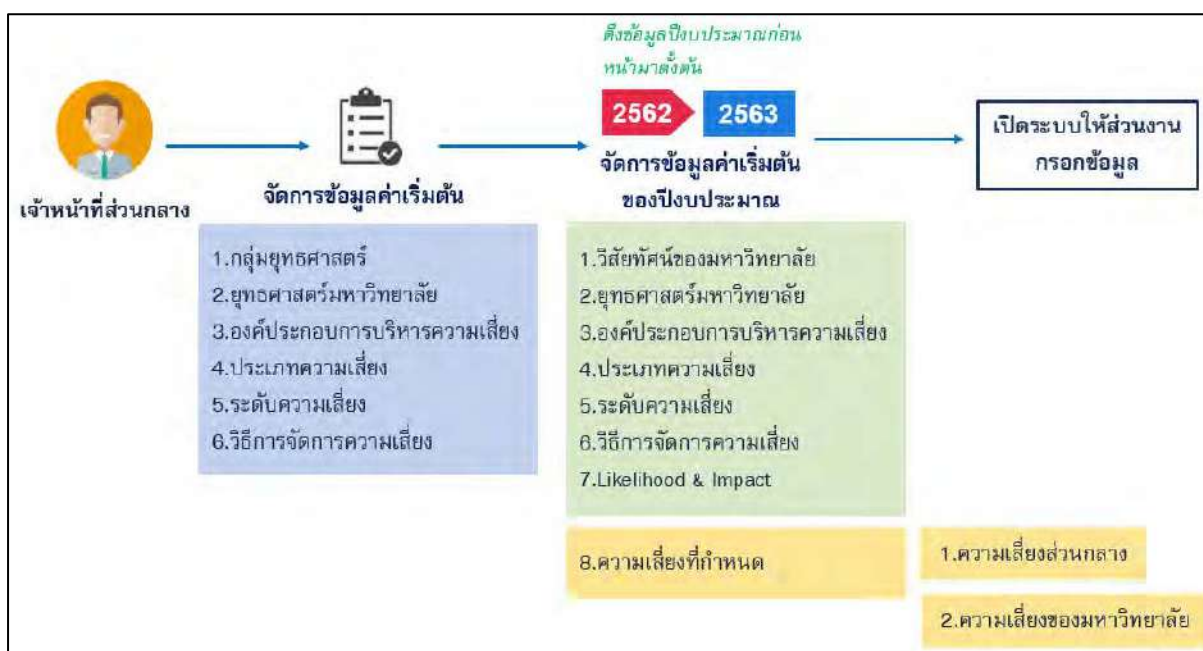 ดึงข้อมูลปีงบประมาณก่อน
หน้ามาตั้งต้น
2562
2563
เจ้าหน้าที่ส่วนกลาง
จัดการข้อมูลค่าเริ่มต้น
จัดการข้อมูลค่าเริ่มต้น
ของปีงบประมาณ
เปิดระบบให้ส่วนงาน
กรอกข้อมูล
1.กลุ่มยุทธศาสตร์
2.ยุทธศาสตร์มหาวิทยาลัย
3.องค์ประกอบการบริหารความเสี่ยง
4.ประเภทความเสี่ยง
5.ระดับความเสี่ยง
6.วิธีการจัดการความเสี่ยง
1.วิสัยทัศน์ของมหาวิทยาลัย
2.ยุทธศาสตร์มหาวิทยาลัย
3.องค์ประกอบการบริหารความเสี่ยง
4.ประเภทความเสี่ยง
5.ระดับความเสี่ยง
6.วิธีการจัดการความเสี่ยง
7.Likelihood & Impact
8.ความเสี่ยงที่กำหนด
1.ความเสี่ยงส่วนกลาง
2.ความเสี่ยงของมหาวิทยาลัย